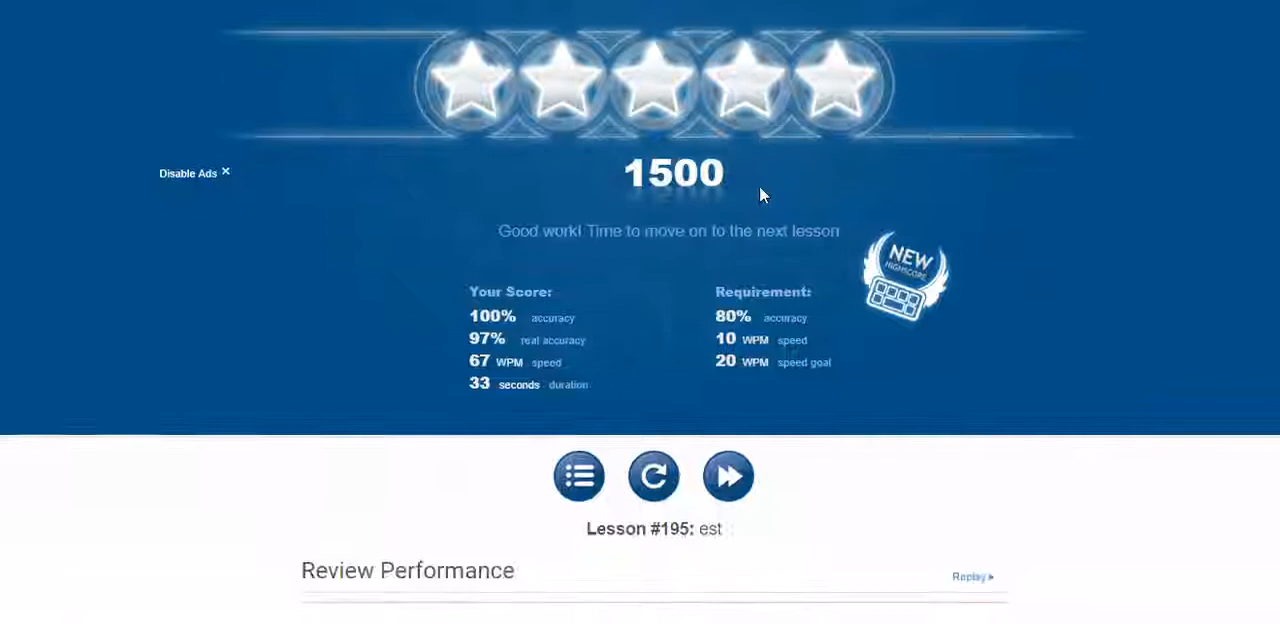 Disable Ads ×
1500
Good work! Time to move on to the next lesson
NEW
HIGHSCORE
Your Score:
100% accuracy
97% real accuracy
67 WPM speed
33 seconds duration
Requirement:
80% accuracy
10 WPM speed
20 WPM speed goal
Lesson #195: est
Review Performance
Replay